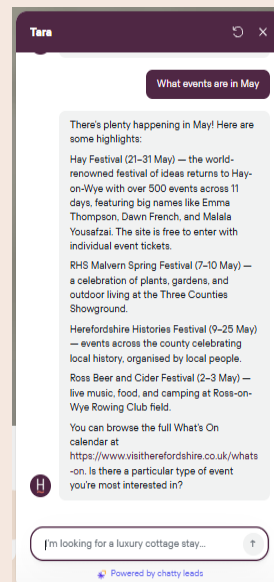 Tara
What events are in May
There's plenty happening in May! Here are
some highlights:
Hay Festival (21–31 May) — the world-
renowned festival of ideas returns to Hay-
on-Wye with over 500 events across 11
days, featuring big names like Emma
Thompson, Dawn French, and Malala
Yousafzai. The site is free to enter with
individual event tickets.
RHS Malvern Spring Festival (7–10 May) —
a celebration of plants, gardens, and
outdoor living at the Three Counties
Showground.
Herefordshire Histories Festival (9–25 May)
— events across the county celebrating
local history, organised by local people.
Ross Beer and Cider Festival (2–3 May) —
live music, food, and camping at Ross-on-
Wye Rowing Club field.
You can browse the full What's On
calendar at
https://www.visitherefordshire.co.uk/whats
-on. Is there a particular type of event
you're most interested in?
H
I'm looking for a luxury cottage stay...
Powered by chatty leads